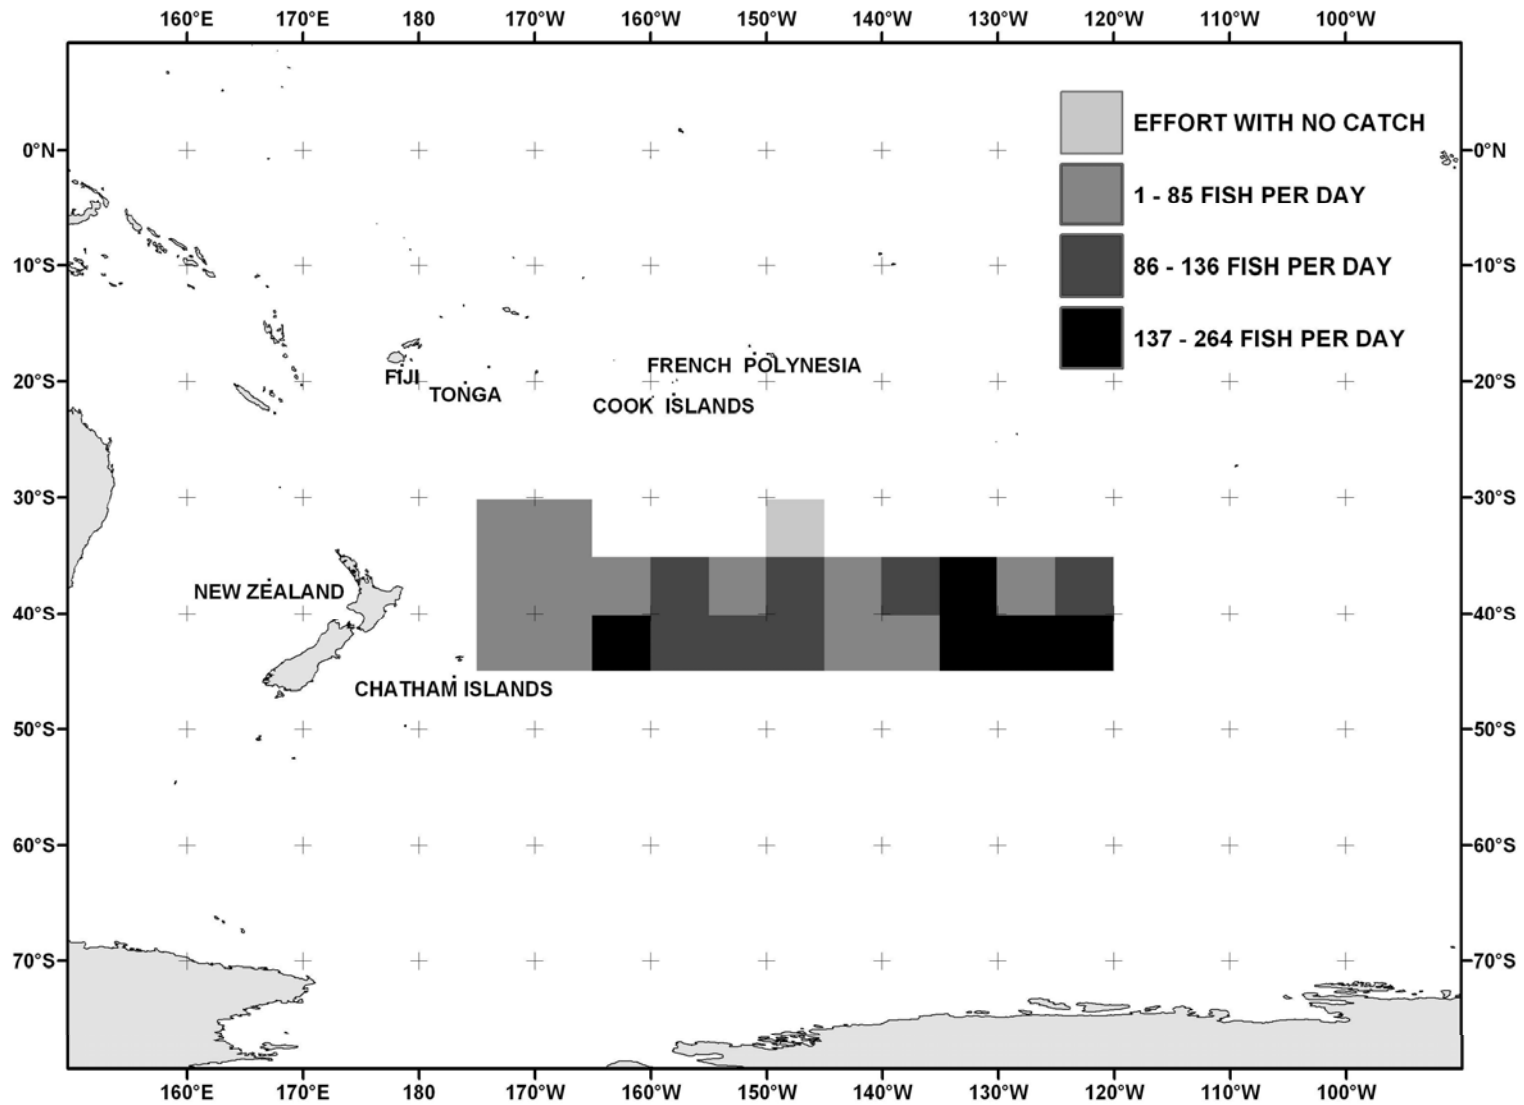 160°E 170°E 180 170°W 160°W 150°W 140°W 130°W 120°W 110°W 100°W
EFFORT WITH NO CATCH
0°N 0°N
1 - 85 FISH PER DAY
10°S 86 - 136 FISH PER DAY 10°S
137 - 264 FISH PER DAY
FRENCH POLYNESIA
FIJI
20°S 20°S
TONGA
COOK ISLANDS
30°S 30°S
NEW ZEALAND
40°S 40°S
CHATHAM ISLANDS
50°S 50°S
60°S 60°S
70°S 70°S
160°E 170°E 180 170°W 160°W 150°W 140°W 130°W 120°W 110°W 100°W